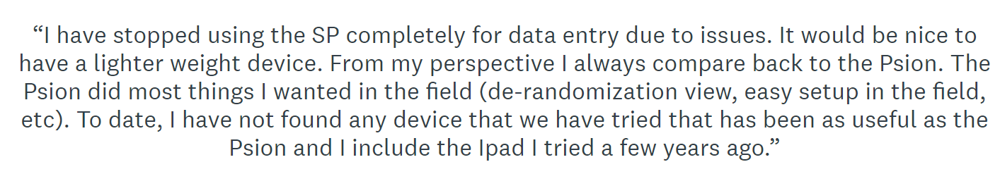 “I have stopped using the SP completely for data entry due to issues. It would be nice to
have a lighter weight device. From my perspective I always compare back to the Psion. The
Psion did most things I wanted in the field (de-randomization view, easy setup in the field,
etc). To date, I have not found any device that we have tried that has been as useful as the
Psion and I include the Ipad I tried a few years ago.”